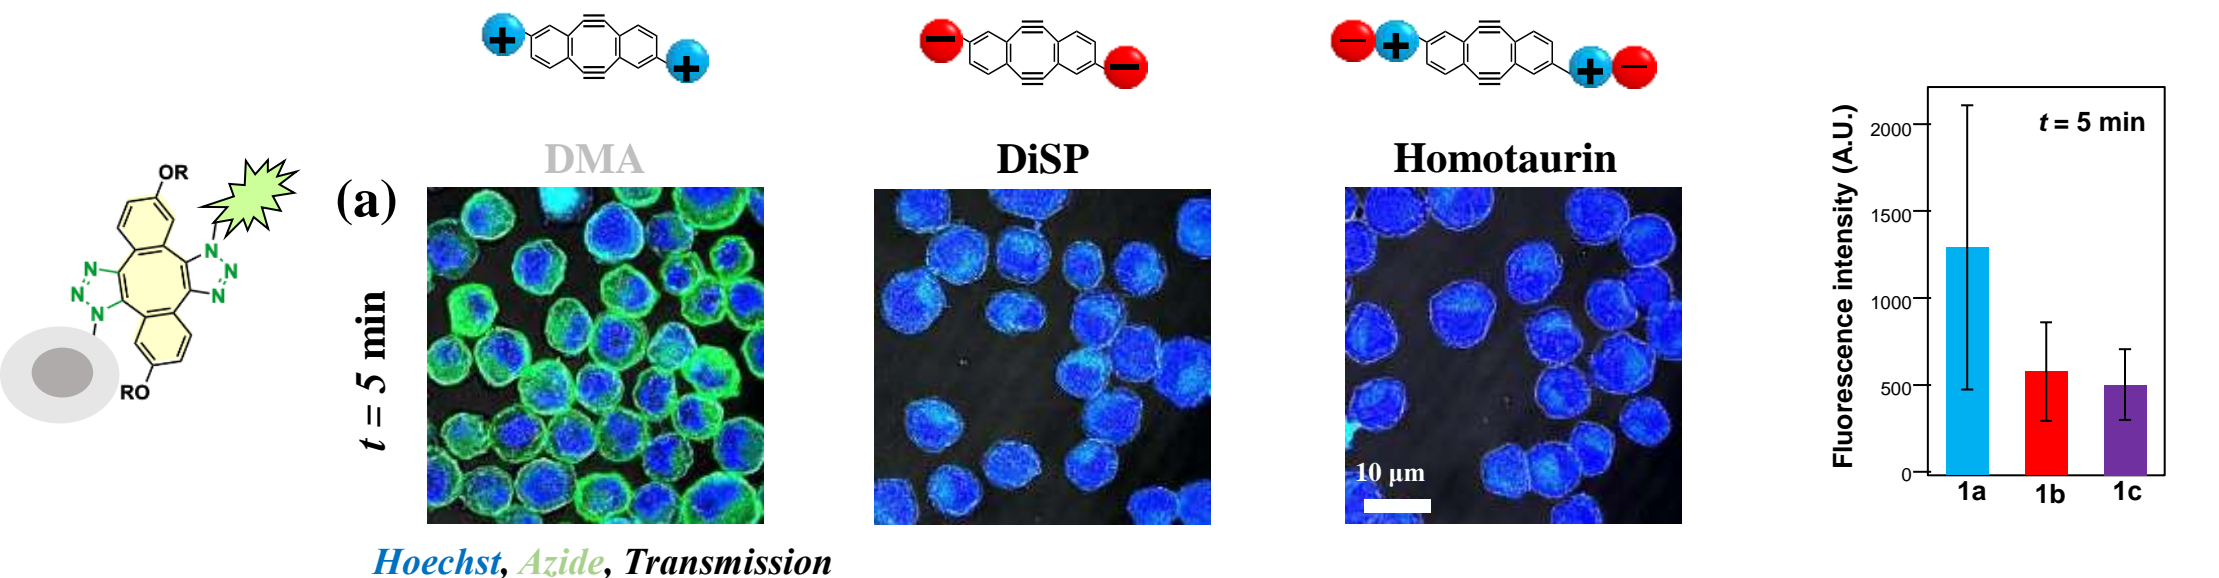 +
+
−
−
− +
+ −
OR
N
N
N
N
N
N
RO
(a)
t = 5 min
DMA
DiSP
Homotaurin
10 µm
Hoechst, Azide, Transmission
Fluorescence intensity (A.U.)
2000
1500
1000
500
0
t = 5 min
1a
1b
1c